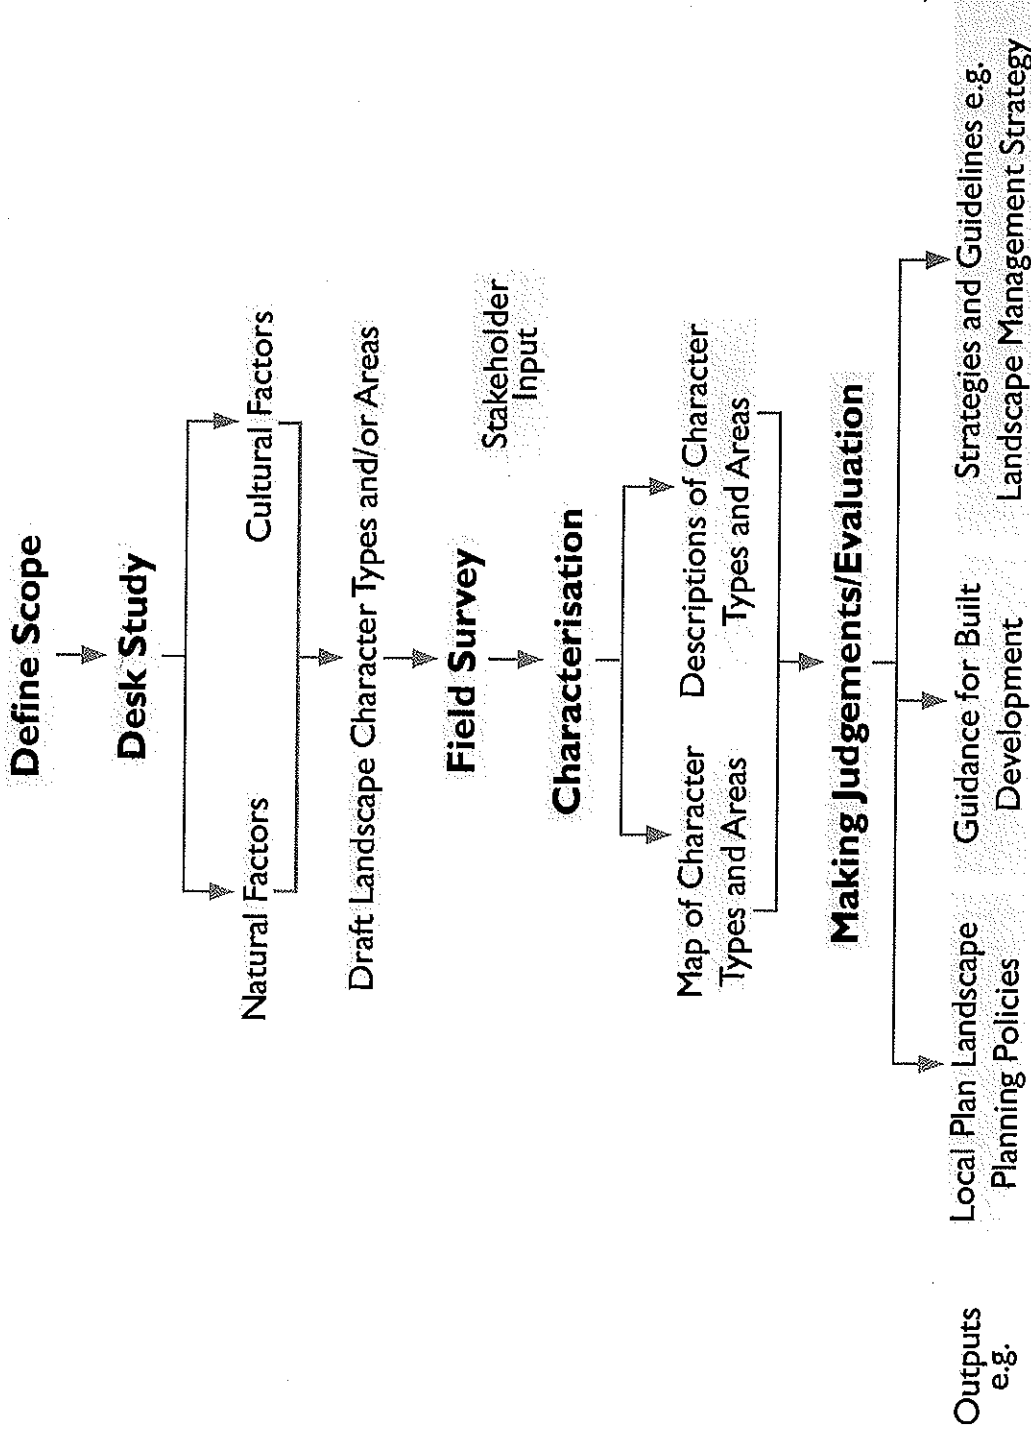 Define Scope
Desk Study
Natural Factors
Cultural Factors
Draft Landscape Character Types and/or Areas
Field Survey
Stakeholder
Input
Characterisation
Map of Character
Types and Areas
Descriptions of Character
Types and Areas
Making Judgements/Evaluation
Outputs
e.g.
Local Plan Landscape
Planning Policies
Guidance for Built
Development
Strategies and Guidelines e.g.
Landscape Management Strategy